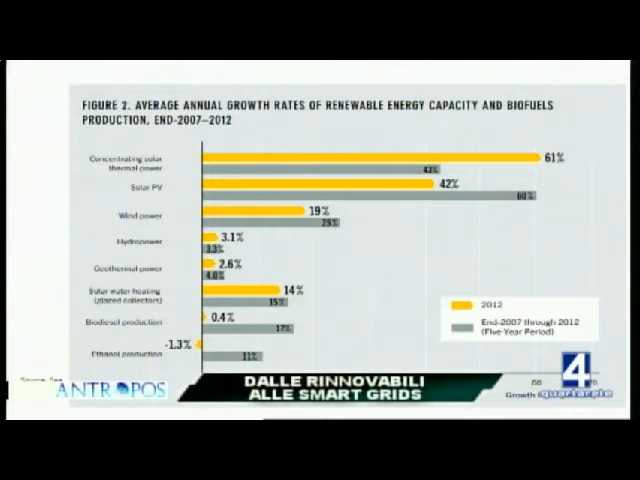 FIGURE 2. AVERAGE ANNUAL GROWTH RATES OF RENEWABLE ENERGY CAPACITY AND BIOFUELS
PRODUCTION, END-2007–2012
Concentrating solar
thermal power
61%
43%
Solar PV
42%
60%
Wind power
19%
25%
Hydropower
3.1%
3.3%
Geothermal power
2.6%
4.0%
Solar water heating
(glazed collectors)
14%
15%
Biodiesel production
0.4%
17%
-1.3%
Ethanol production
11%
2012
End-2007 through 2012
(Five Year Period)
Source:
ANTROPOS
DALLE RINNOVABILI
ALLE SMART GRIDS
4
quartarete
Growth